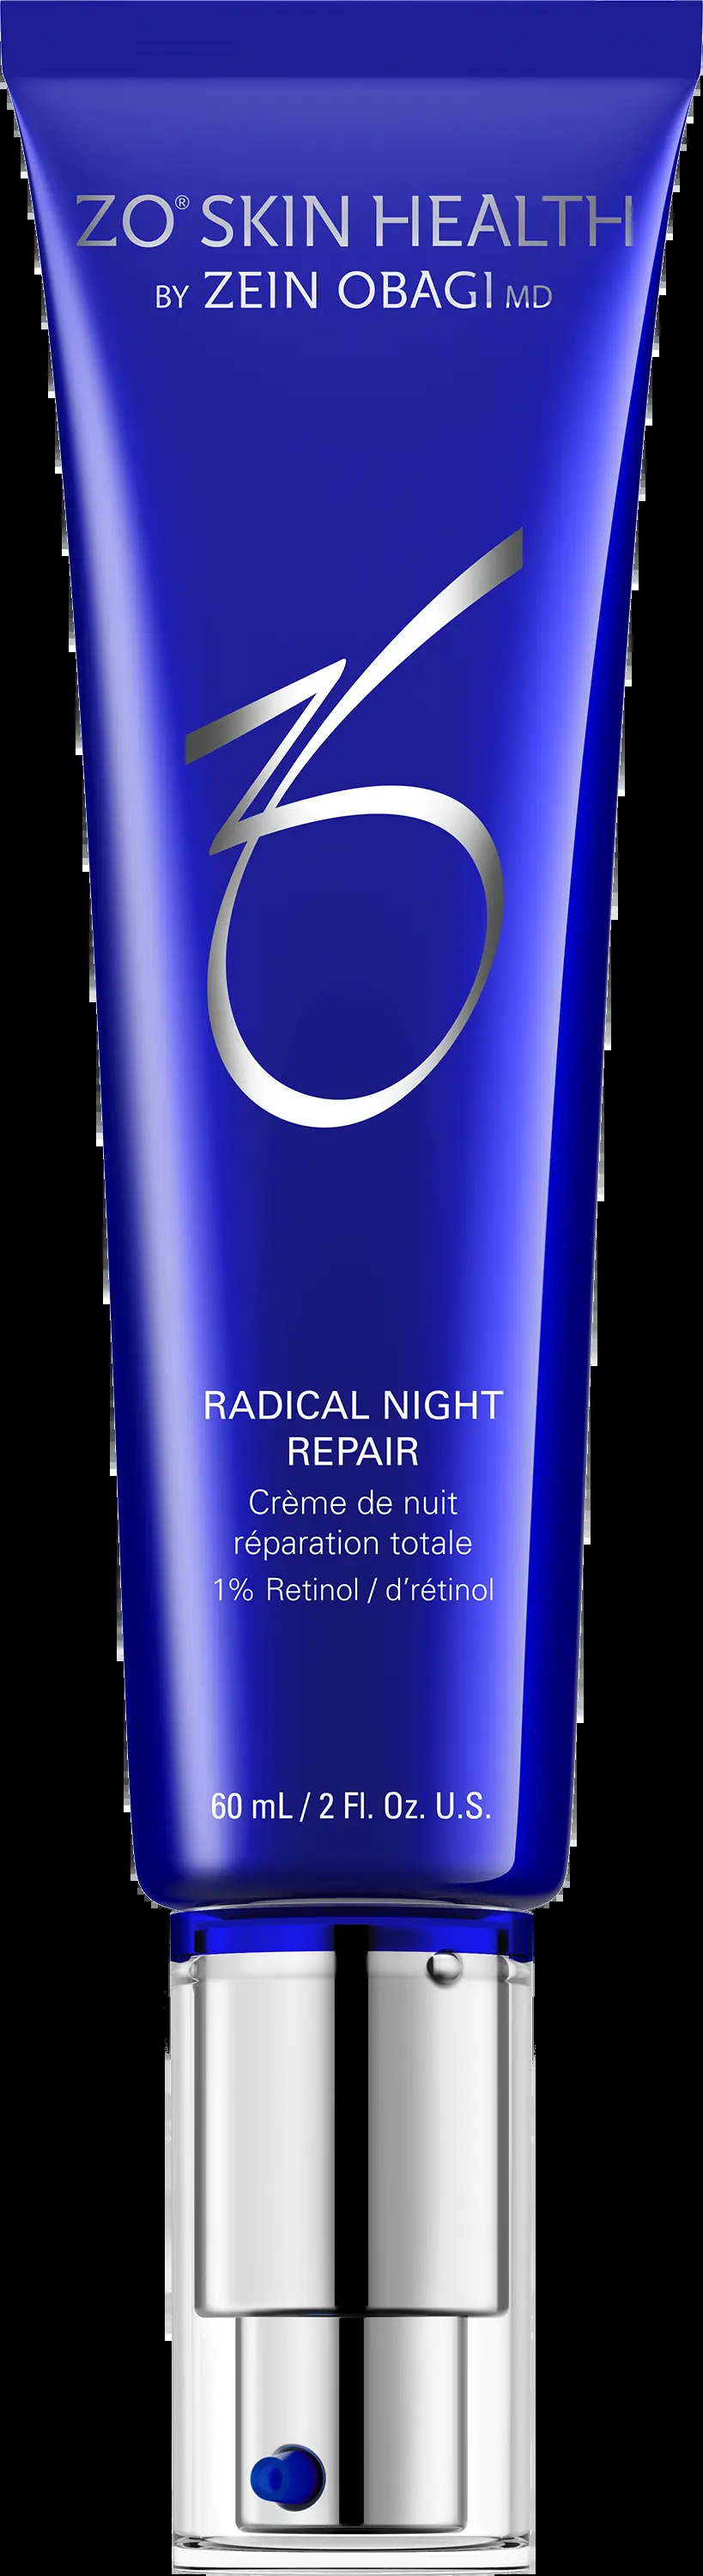 ZO® SKIN HEALTH
BY ZEIN OBAGI MD
RADICAL NIGHT
REPAIR
Crème de nuit
réparation totale
1% Retinol / d'rétinol
60 mL / 2 Fl. Oz. U.S.